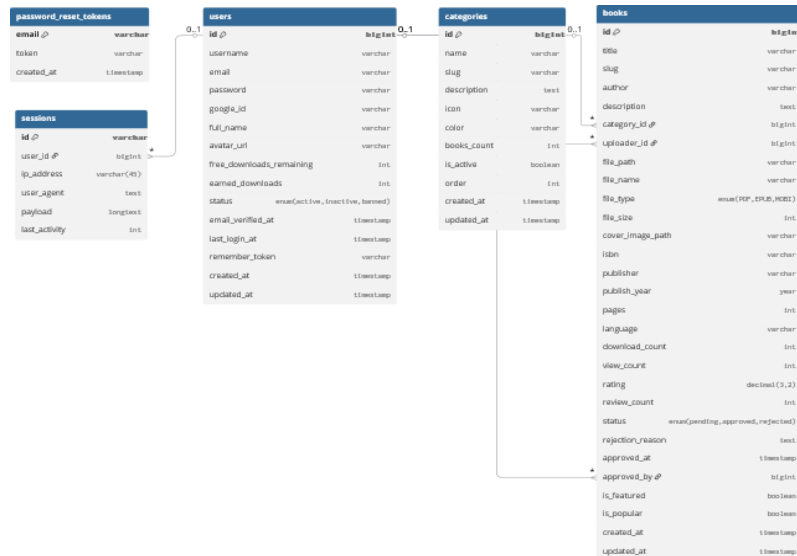 password_reset_tokens
email varchar
token varchar
created_at timestamp
sessions
id varchar
user_id bigint
ip_address varchar(45)
user_agent text
payload longtext
last_activity int
*
0..1
users
id bigint
username varchar
email varchar
password varchar
google_id varchar
full_name varchar
avatar_url varchar
free_downloads_remaining int
earned_downloads int
status enum(active,inactive,banned)
email_verified_at timestamp
last_login_at timestamp
remember_token varchar
created_at timestamp
updated_at timestamp
0..1
categories
id bigint
name varchar
slug varchar
description text
icon varchar
color varchar
books_count int
is_active boolean
order int
created_at timestamp
updated_at timestamp
0..1
*
*
*
books
id bigin
title varchar
slug varchar
author varchar
description text
category_id bigint
uploader_id bigint
file_path varchar
file_name varchar
file_type enum(PDF,EPUB,MOBI)
file_size int
cover_image_path varchar
isbn varchar
publisher varchar
publish_year year
pages int
language varchar
download_count int
view_count int
rating decimal(3,2)
review_count int
status enum(pending,approved,rejected)
rejection_reason text
approved_at timestamp
approved_by bigint
is_featured boolean
is_popular boolean
created_at timestamp
updated_at timestamp